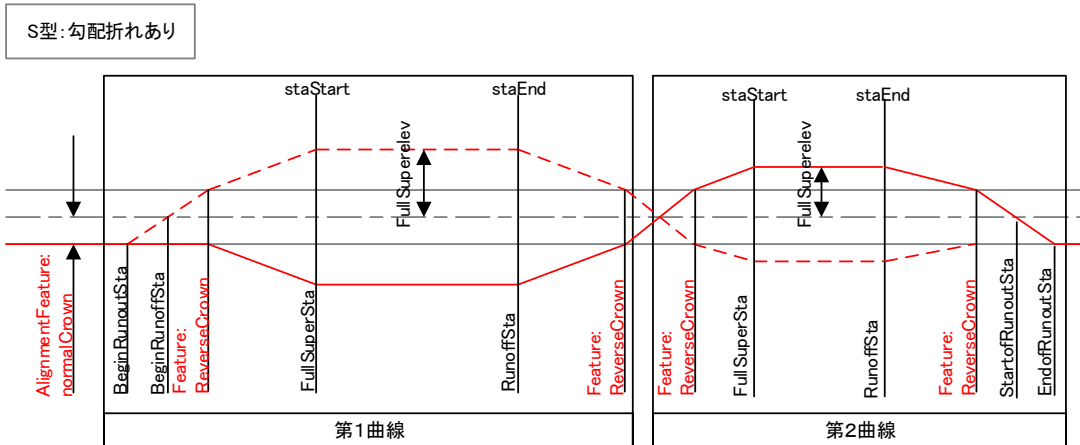 S型:勾配折れあり
staStart
staEnd
staStart
staEnd
FullSuperelev
FullSuperelev
AlignmentFeature:
normalCrown
BeginRunoutSta
BeginRunoffSta
Feature:
ReverseCrown
FullSuperSta
RunoffSta
Feature:
ReverseCrown
Feature:
ReverseCrown
FullSuperSta
RunoffSta
Feature:
ReverseCrown
StartofRunoutSta
EndofRunoutSta
第1曲線
第2曲線